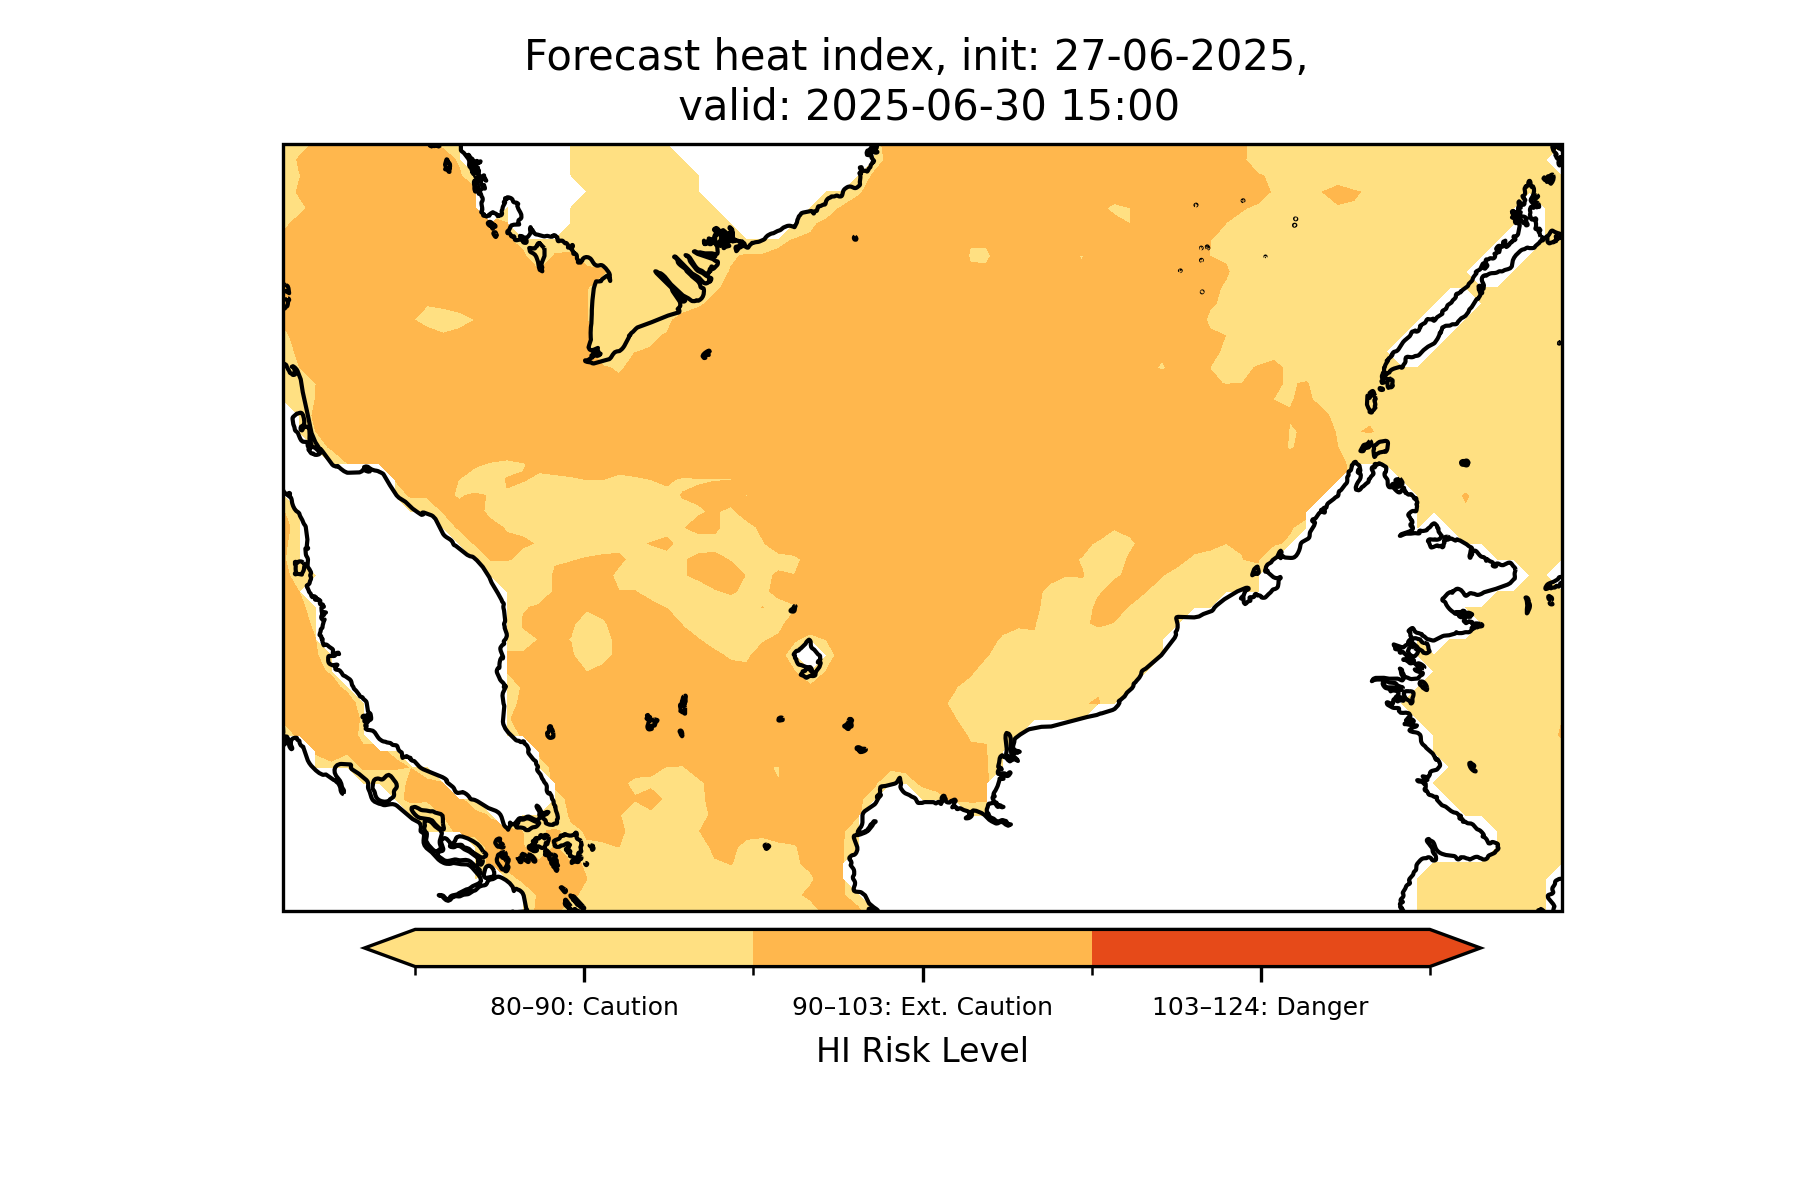 Forecast heat index, init: 27-06-2025,
valid: 2025-06-30 15:00
80–90: Caution
90–103: Ext. Caution
103–124: Danger
HI Risk Level